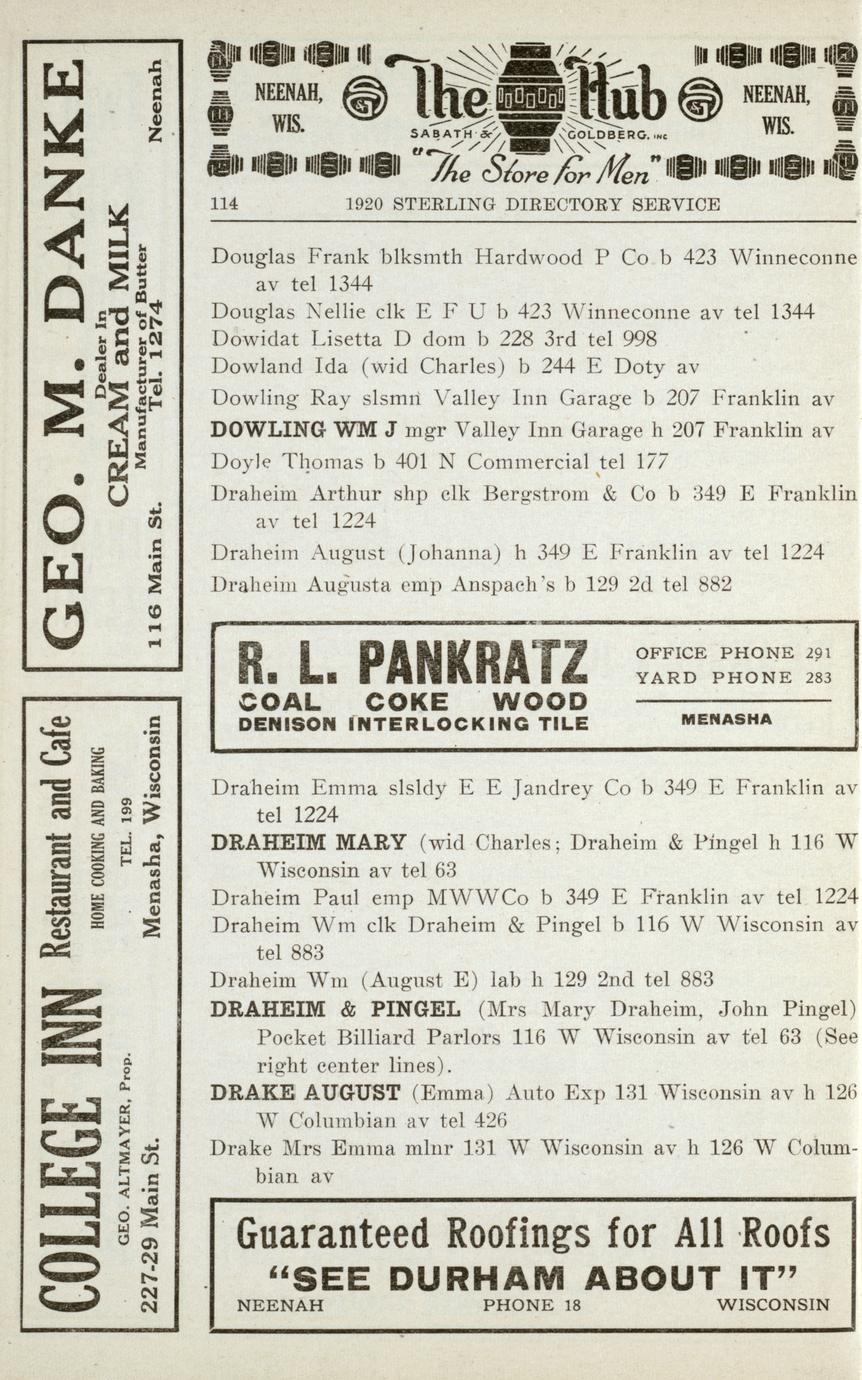 NEENAH,
WIS.
The Hub
SABATH & GOLDBERG. INC
"The Store for Men"
NEENAH,
WIS.
114 1920 STERLING DIRECTORY SERVICE
Douglas Frank blksmth Hardwood P Co b 423 Winneconne
av tel 1344
Douglas Nellie clk E F U b 423 Winneconne av tel 1344
Dowidat Lisetta D dom b 228 3rd tel 998
Dowland Ida (wid Charles) b 244 E Doty av
Dowling Ray slsmn Valley Inn Garage b 207 Franklin av
DOWLING WM J mgr Valley Inn Garage h 207 Franklin av
Doyle Thomas b 401 N Commercial tel 177
Draheim Arthur shp clk Bergstrom & Co b 349 E Franklin
av tel 1224
Draheim August (Johanna) h 349 E Franklin av tel 1224
Draheim Augusta emp Anspach's b 129 2d tel 882
R. L. PANKRATZ
COAL COKE WOOD
DENISON INTERLOCKING TILE
OFFICE PHONE 291
YARD PHONE 283
MENASHA
Draheim Emma slsldy E E Jandrey Co b 349 E Franklin av
tel 1224
DRAHEIM MARY (wid Charles; Draheim & Pingel h 116 W
Wisconsin av tel 63
Draheim Paul emp MWWCo b 349 E Franklin av tel 1224
Draheim Wm clk Draheim & Pingel b 116 W Wisconsin av
tel 883
Draheim Wm (August E) lab h 129 2nd tel 883
DRAHEIM & PINGEL (Mrs Mary Draheim, John Pingel)
Pocket Billiard Parlors 116 W Wisconsin av tel 63 (See
right center lines).
DRAKE AUGUST (Emma) Auto Exp 131 Wisconsin av h 126
W Columbian av tel 426
Drake Mrs Emma mlnr 131 W Wisconsin av h 126 W Colum-
bian av
Guaranteed Roofings for All Roofs
"SEE DURHAM ABOUT IT"
NEENAH PHONE 18 WISCONSIN
GEO. M. DANKE
Dealer In
CREAM and MILK
Manufacturer of Butter
116 Main St. Tel. 1274 Neenah
COLLEGE INN Restaurant and Cafe
HOME COOKING AND BAKING
GEO. ALTMAYER, Prop. TEL. 199
227-29 Main St. Menasha, Wisconsin